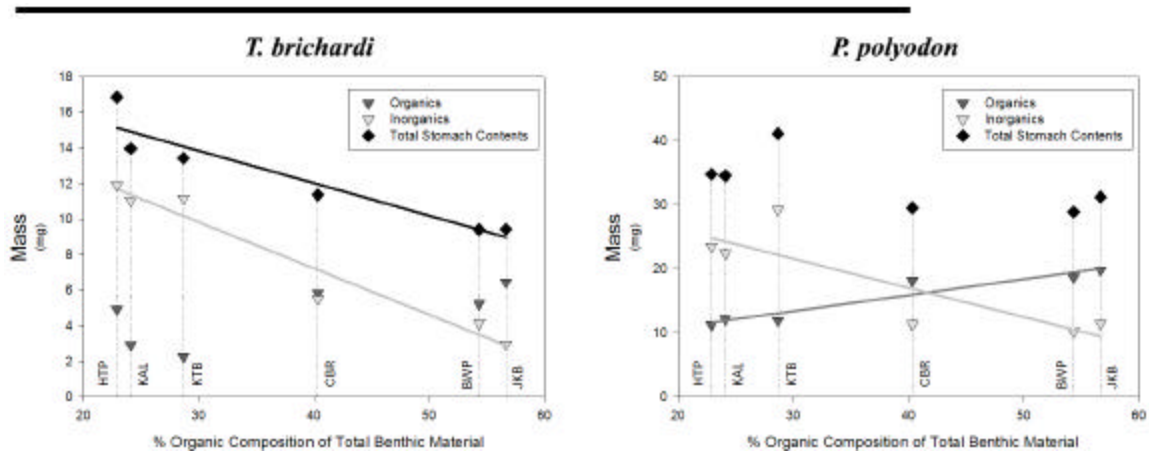 T. brichardi
18
16
14
12
10
8
6
4
2
0
Mass
(mg)
Organics
Inorganics
Total Stomach Contents
HTP
KAL
KTB
CBR
BWP
JKB
20
30
40
50
60
% Organic Composition of Total Benthic Material
P. polyodon
50
40
30
20
10
0
Mass
(mg)
Organics
Inorganics
Total Stomach Contents
HTP
KAL
KTB
CBR
BWP
JKB
20
30
40
50
60
% Organic Composition of Total Benthic Material